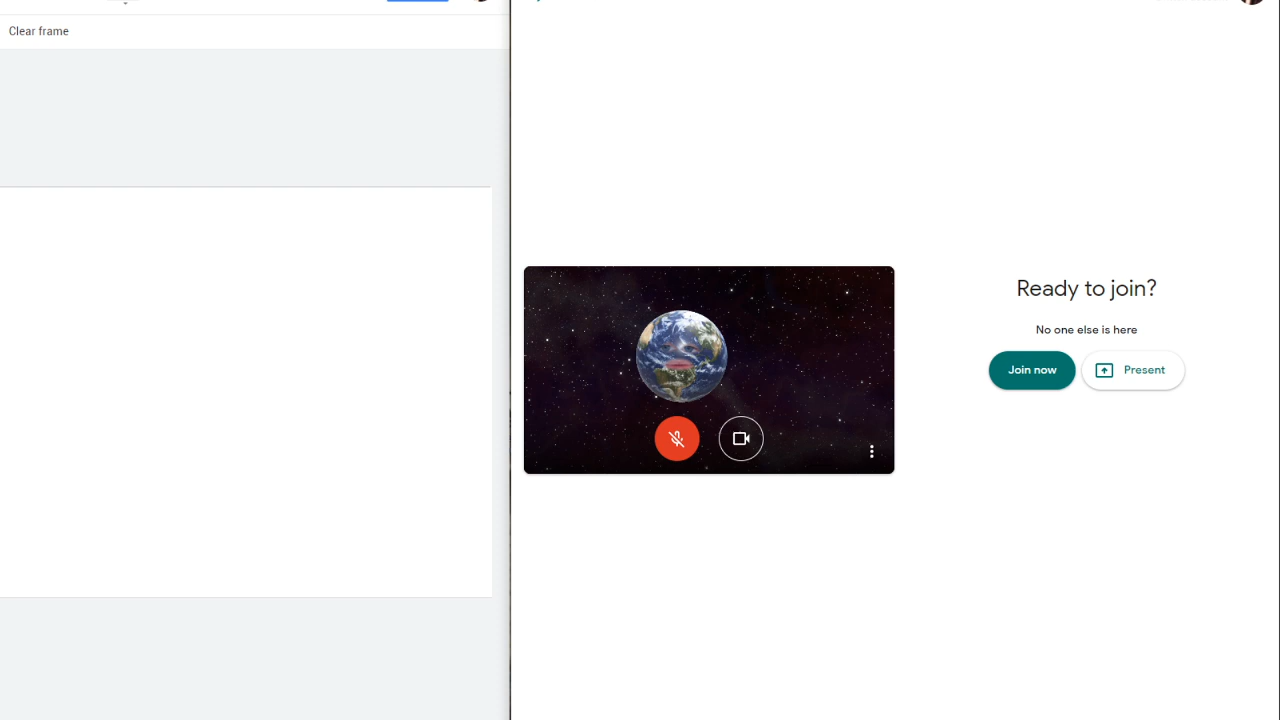 Clear frame
Ready to join?
No one else is here
Join now
Present